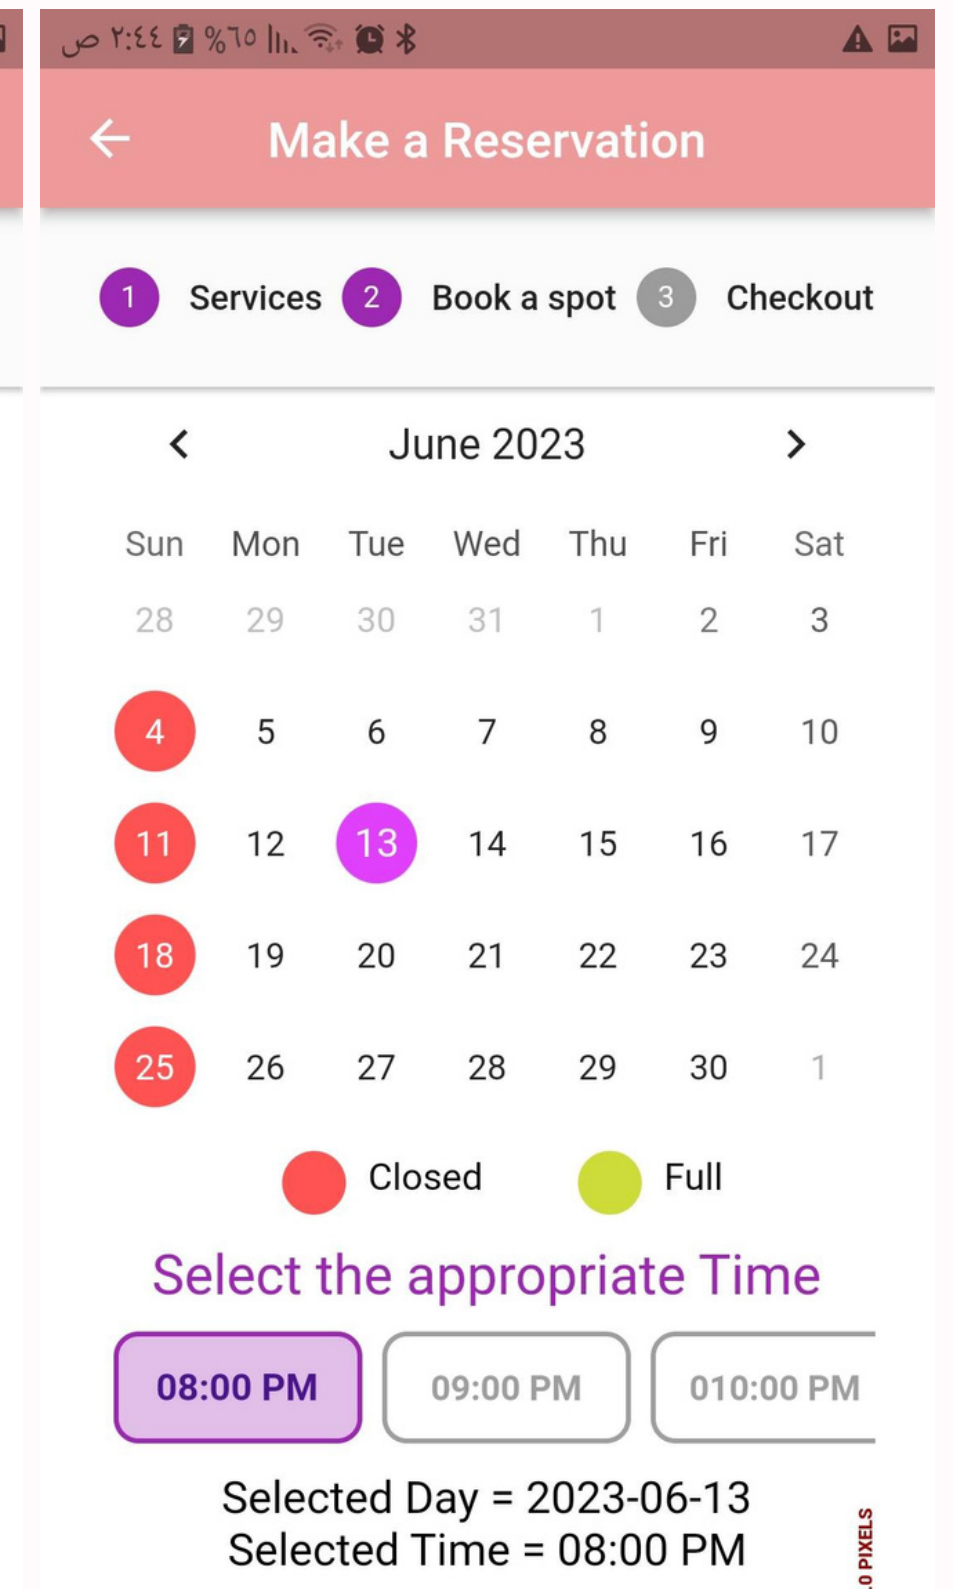 ص ٢:٤٤ %٦٥
Make a Reservation
1 Services 2 Book a spot 3 Checkout
June 2023
Sun Mon Tue Wed Thu Fri Sat
28 29 30 31 1 2 3
4 5 6 7 8 9 10
11 12 13 14 15 16 17
18 19 20 21 22 23 24
25 26 27 28 29 30 1
Closed Full
Select the appropriate Time
08:00 PM 09:00 PM 010:00 PM
Selected Day = 2023-06-13
Selected Time = 08:00 PM
.0 PIXELS